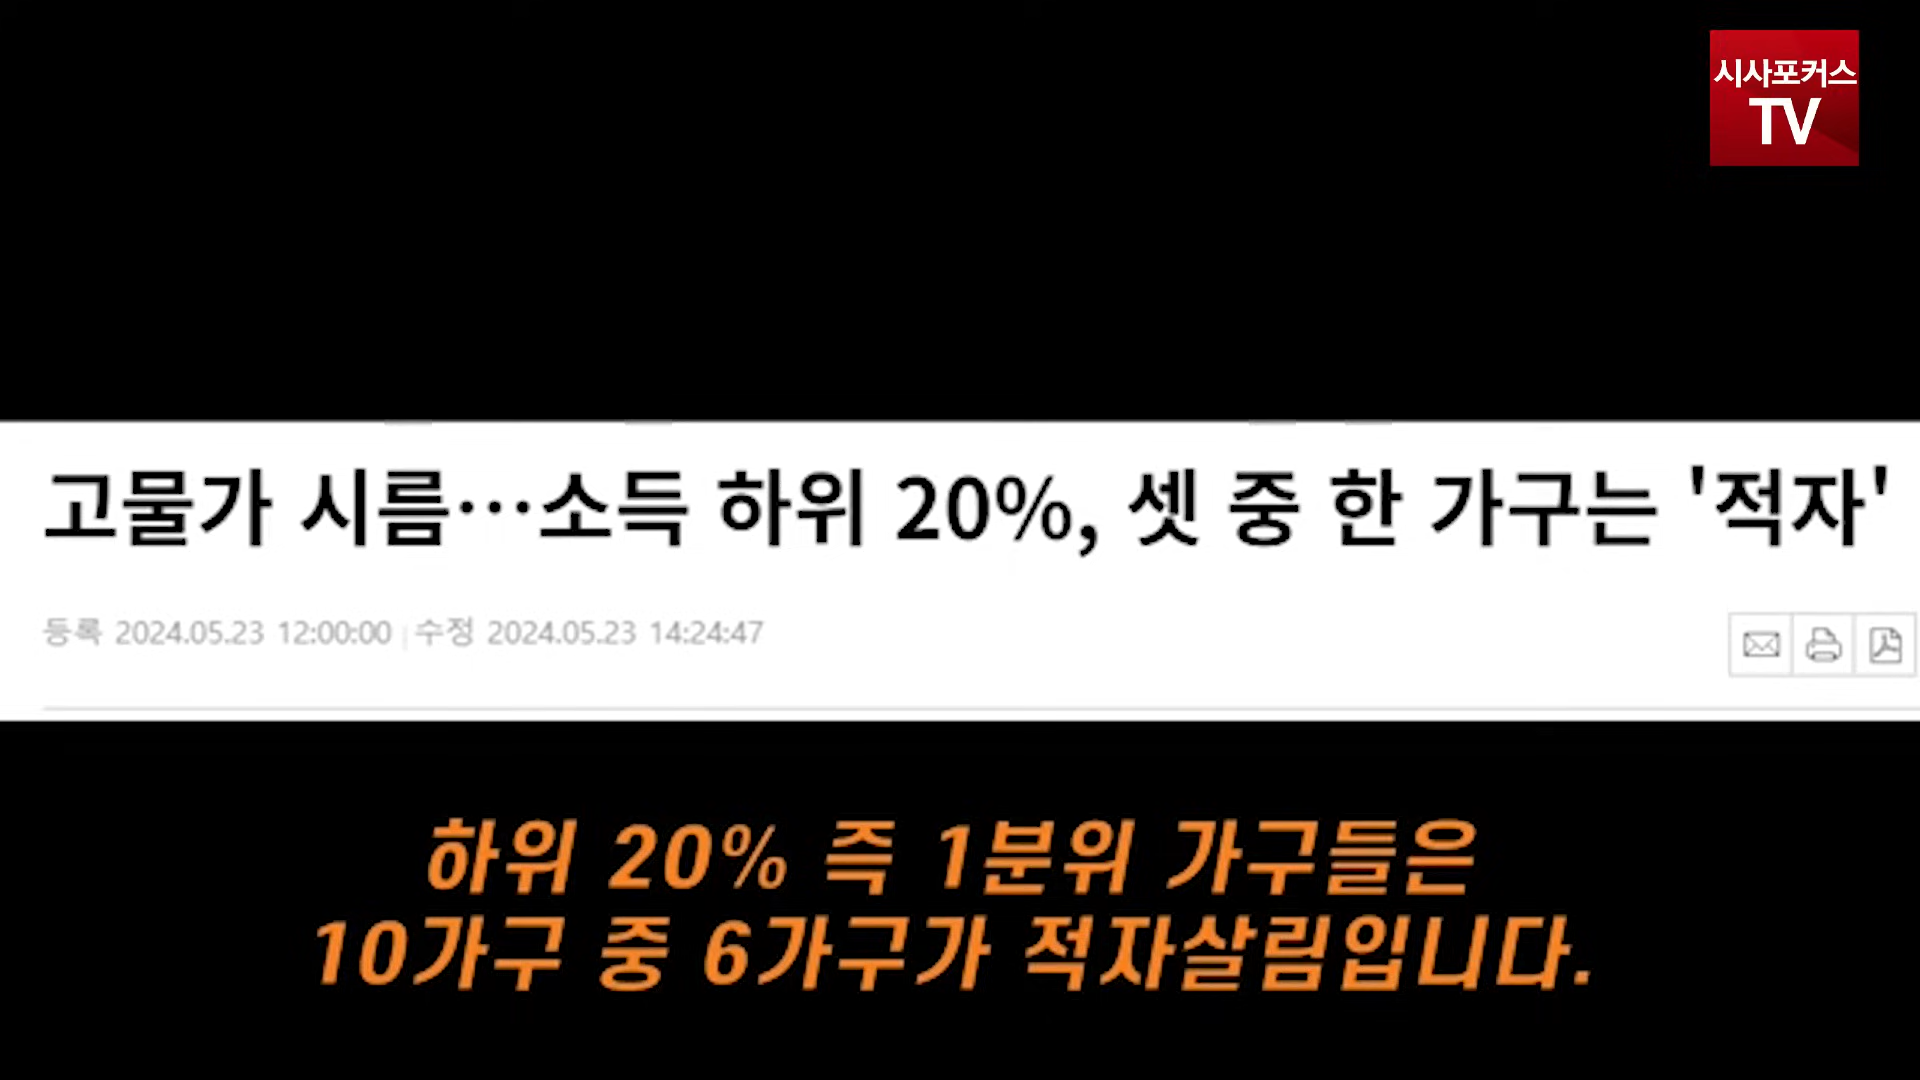 시사포커스
TV
고물가 시름…소득 하위 20%, 셋 중 한 가구는 '적자'
등록 2024.05.23 12:00:00 | 수정 2024.05.23 14:24:47
하위 20% 즉 1분위 가구들은
10가구 중 6가구가 적자살림입니다.